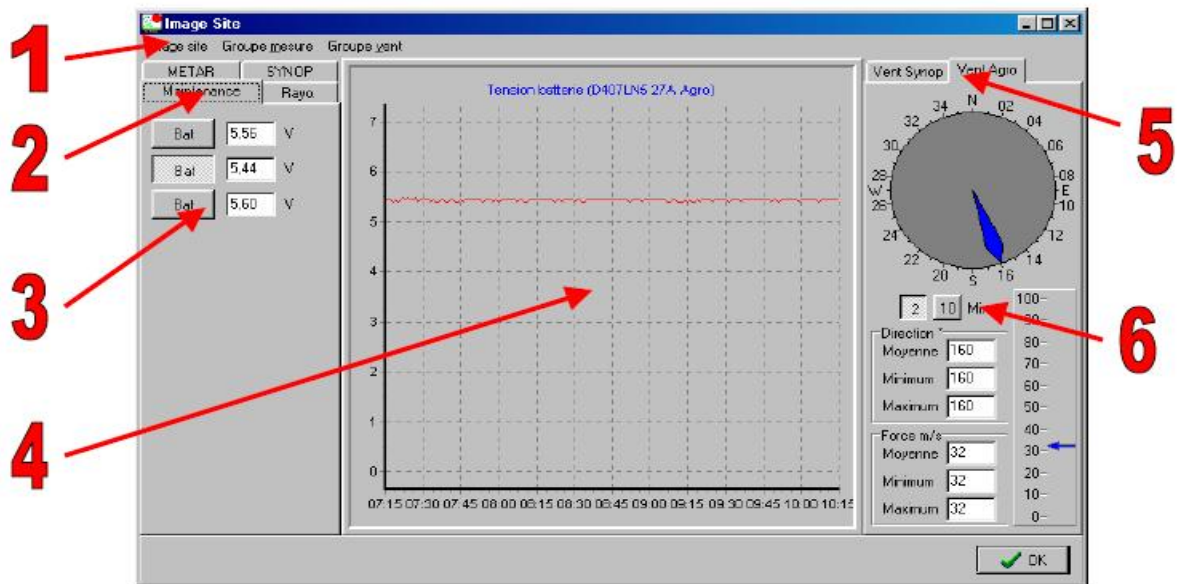 Image Site
1
Groupe mesure Groupe vent
METAR SYNOP
Maintenance Rayo.
2
Bat 5,56 V
Bat 5,44 V
Bat 5,60 V
3
4
Tension batterie (D407LN5 27A Agro)
7
6
5
4
3
2
1
0
07:15 07:30 07:45 08:00 08:15 08:30 08:45 09:00 09:15 09:30 09:45 10:00 10:15
Vent Synop Vent Agro
5
N
34 02
32 04
30 06
28 08
W E
26 10
24 12
22 14
20 16
S
2 10 Min
6
100
90
80
70
60
50
40
30
20
10
0
Direction °
Moyenne 160
Minimum 160
Maximum 160
Force m/s
Moyenne 32
Minimum 32
Maximum 32
OK